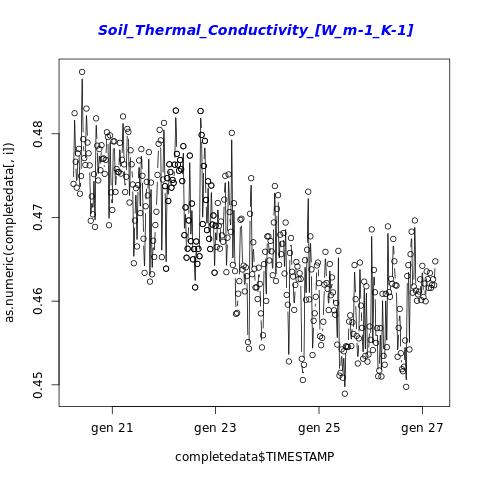 Soil_Thermal_Conductivity_[W_m-1_K-1]
as.numeric(completedata[, i])
0.48
0.47
0.46
0.45
gen 21
gen 23
gen 25
gen 27
completedata$TIMESTAMP